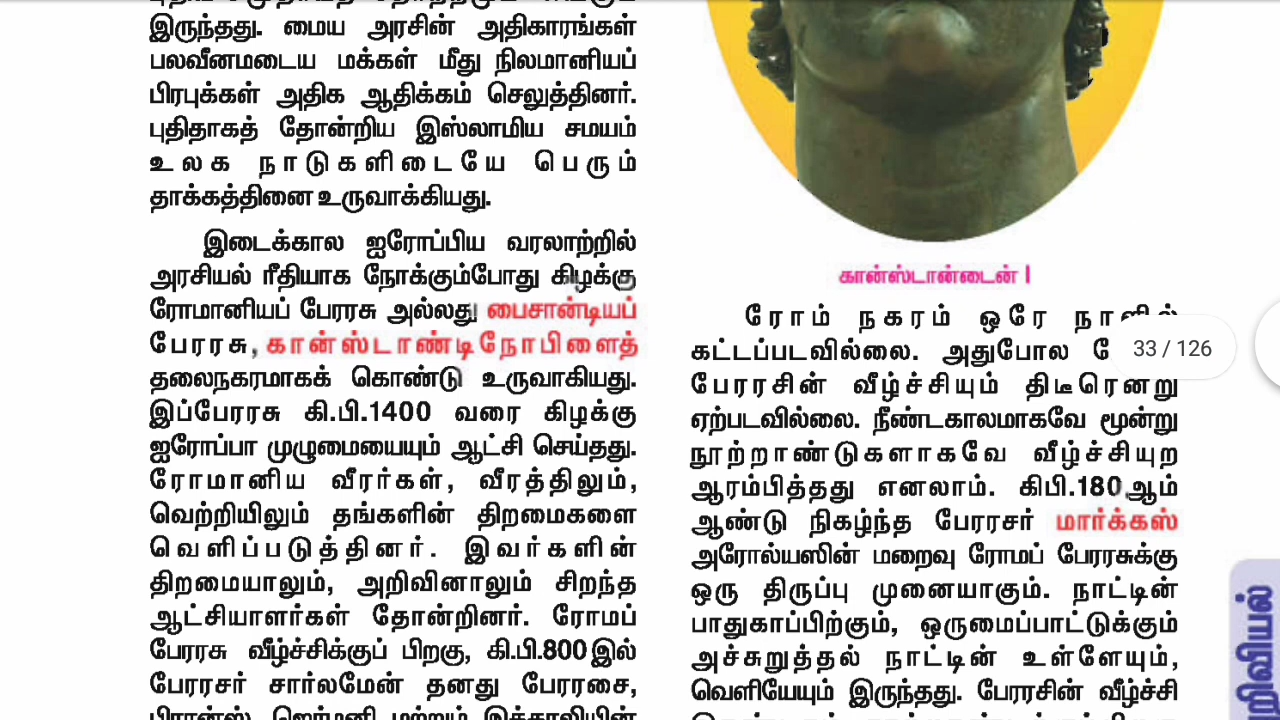 இருந்தது. மைய அரசின் அதிகாரங்கள்
பலவீனமடைய மக்கள் மீது நிலமானியப்
பிரபுக்கள் அதிக ஆதிக்கம் செலுத்தினர்.
புதிதாகத் தோன்றிய இஸ்லாமிய சமயம்
உலக நாடுகளிடையே பெரும்
தாக்கத்தினை உருவாக்கியது.
இடைக்கால ஐரோப்பிய வரலாற்றில்
அரசியல் ரீதியாக நோக்கும்போது கிழக்கு
ரோமானியப் பேரரசு அல்லது பைசாண்டியப்
பேரரசு, கான்ஸ்டாண்டிநோபிளைத்
தலைநகரமாகக் கொண்டு உருவாகியது.
இப்பேரரசு கி.பி.1400 வரை கிழக்கு
ஐரோப்பா முழுமையையும் ஆட்சி செய்தது.
ரோமானிய வீரர்கள், வீரத்திலும்,
வெற்றியிலும் தங்களின் திறமைகளை
வெளிப்படுத்தினர். இவர்களின்
திறமையாலும், அறிவினாலும் சிறந்த
ஆட்சியாளர்கள் தோன்றினர். ரோமப்
பேரரசு வீழ்ச்சிக்குப் பிறகு, கி.பி.800 இல்
பேரரசர் சார்லமேன் தனது பேரரசை,
பிரான்ஸ், ஜெர்மனி மற்றும் இத்தாலியின்
கான்ஸ்டான்டைன் I
ரோம் நகரம் ஒரே நாளில்
கட்டப்படவில்லை. அதுபோல
பேரரசின் வீழ்ச்சியும் திடீரெனறு
ஏற்படவில்லை. நீண்டகாலமாகவே மூன்று
நூற்றாண்டுகளாகவே வீழ்ச்சியுற
ஆரம்பித்தது எனலாம். கிபி.180,ஆம்
ஆண்டு நிகழ்ந்த பேரரசர் மார்க்கஸ்
அரோல்யஸின் மறைவு ரோமப் பேரரசுக்கு
ஒரு திருப்பு முனையாகும். நாட்டின்
பாதுகாப்பிற்கும், ஒருமைப்பாட்டுக்கும்
அச்சுறுத்தல் நாட்டின் உள்ளேயும்,
வெளியேயும் இருந்தது. பேரரசின் வீழ்ச்சி
33 / 126